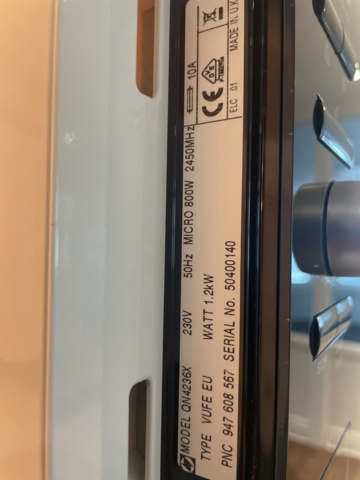 MODEL QN4236X 230V 50Hz MICRO 800W 2450MHz 10A
TYPE VUFE EU WATT 1.2kW
PNC 947 608 567 SERIAL No. 50400140
CE
ELC .01 MADE IN U.K.